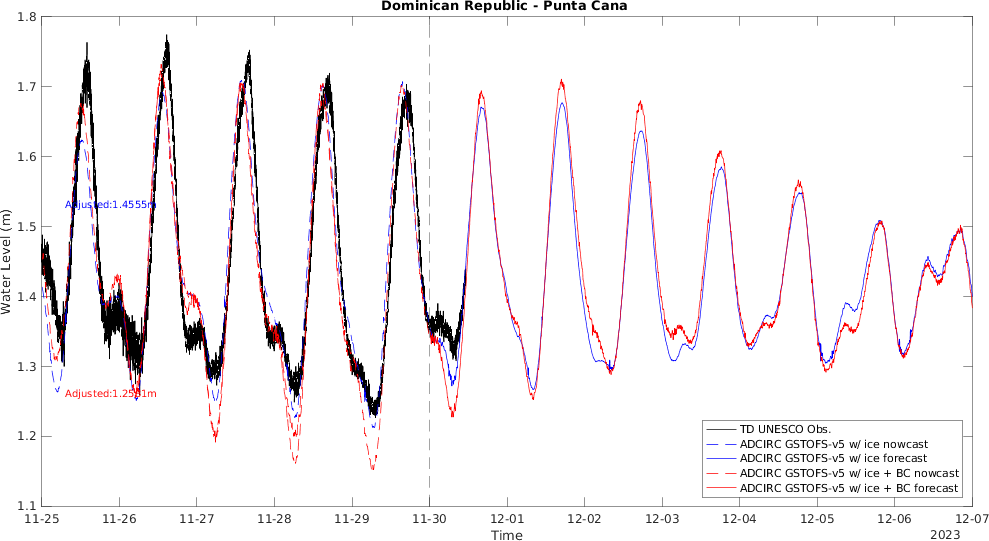 Dominican Republic - Punta Cana
1.8
1.7
1.6
1.5
1.4
1.3
1.2
1.1
Water Level (m)
Adjusted:1.4555m
TD UNESCO Obs.
ADCIRC GSTOFS-v5 w/ ice nowcast
ADCIRC GSTOFS-v5 w/ ice forecast
ADCIRC GSTOFS-v5 w/ ice + BC nowcast
ADCIRC GSTOFS-v5 w/ ice + BC forecast
11-25
11-26
11-27
11-28
11-29
11-30
12-01
12-02
12-03
12-04
12-05
12-06
12-07
Time
2023